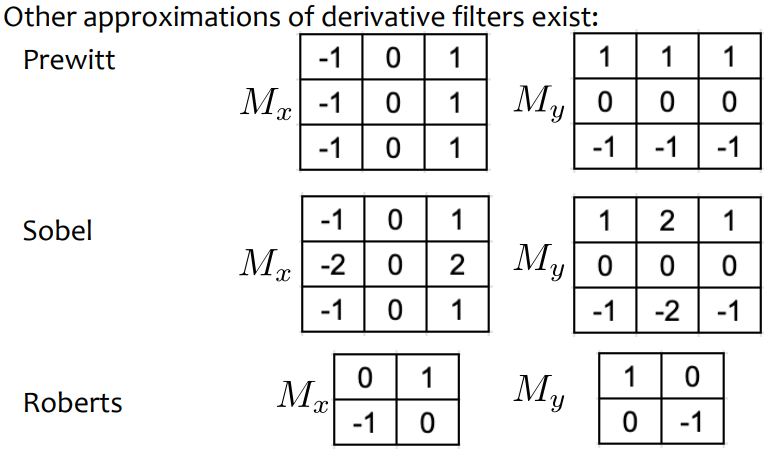 Other approximations of derivative filters exist:
Prewitt
Mx
-1 0 1
-1 0 1
-1 0 1
My
1 1 1
0 0 0
-1 -1 -1
Sobel
Mx
-1 0 1
-2 0 2
-1 0 1
My
1 2 1
0 0 0
-1 -2 -1
Roberts
Mx
0 1
-1 0
My
1 0
0 -1